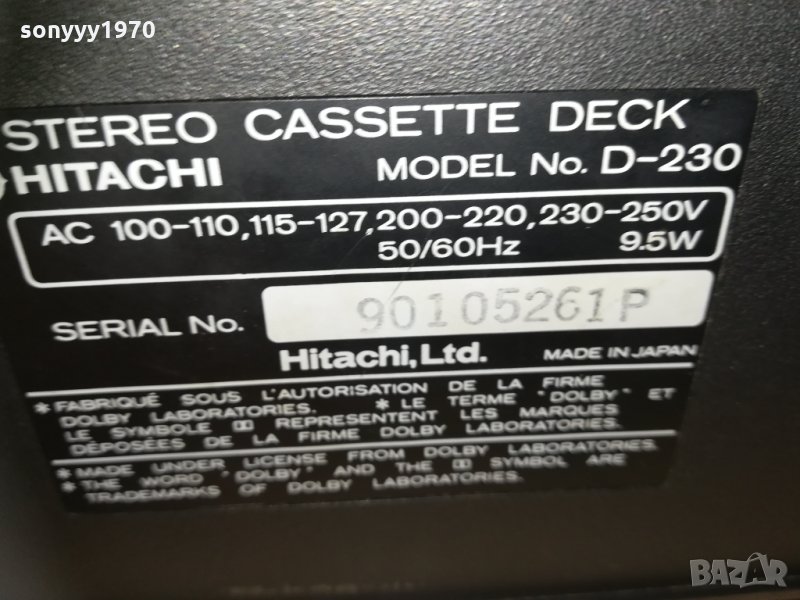 sonyyy1970
STEREO CASSETTE DECK
HITACHI MODEL No. D-230
AC 100-110,115-127,200-220,230-250V
50/60Hz 9.5W
SERIAL No. 90105261P
Hitachi, Ltd. MADE IN JAPAN
* FABRIQUÉ SOUS L'AUTORISATION DE LA FIRME
DOLBY LABORATORIES. * LE TERME "DOLBY" ET
LE SYMBOLE REPRESENTENT LES MARQUES
DÉPOSÉES DE LA FIRME DOLBY LABORATORIES.
* MADE UNDER LICENSE FROM DOLBY LABORATORIES.
* THE WORD "DOLBY" AND THE SYMBOL ARE
TRADEMARKS OF DOLBY LABORATORIES.
BAZAR